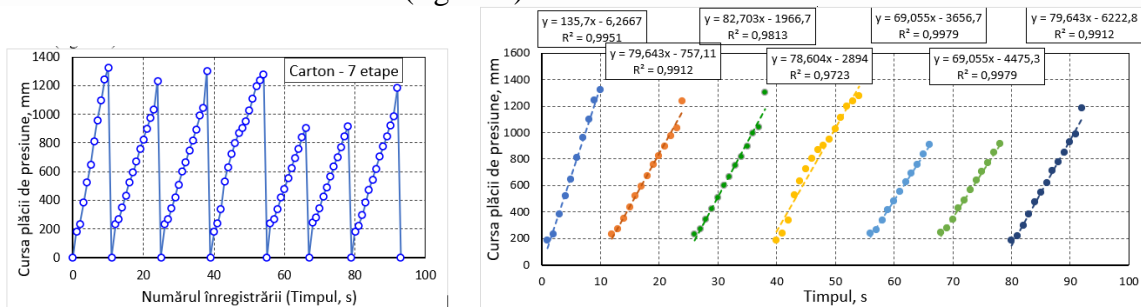 Carton - 7 etape
Cursa plăcii de presiune, mm
1400
1200
1000
800
600
400
200
0
0 20 40 60 80 100
Numărul înregistrării (Timpul, s)
y = 135,7x - 6,2667
R² = 0,9951
y = 82,703x - 1966,7
R² = 0,9813
y = 69,055x - 3656,7
R² = 0,9979
y = 79,643x - 6222,8
R² = 0,9912
y = 79,643x - 757,11
R² = 0,9912
y = 78,604x - 2894
R² = 0,9723
y = 69,055x - 4475,3
R² = 0,9979
Cursa plăcii de presiune, mm
1600
1400
1200
1000
800
600
400
200
0
0 10 20 30 40 50 60 70 80 90 100
Timpul, s